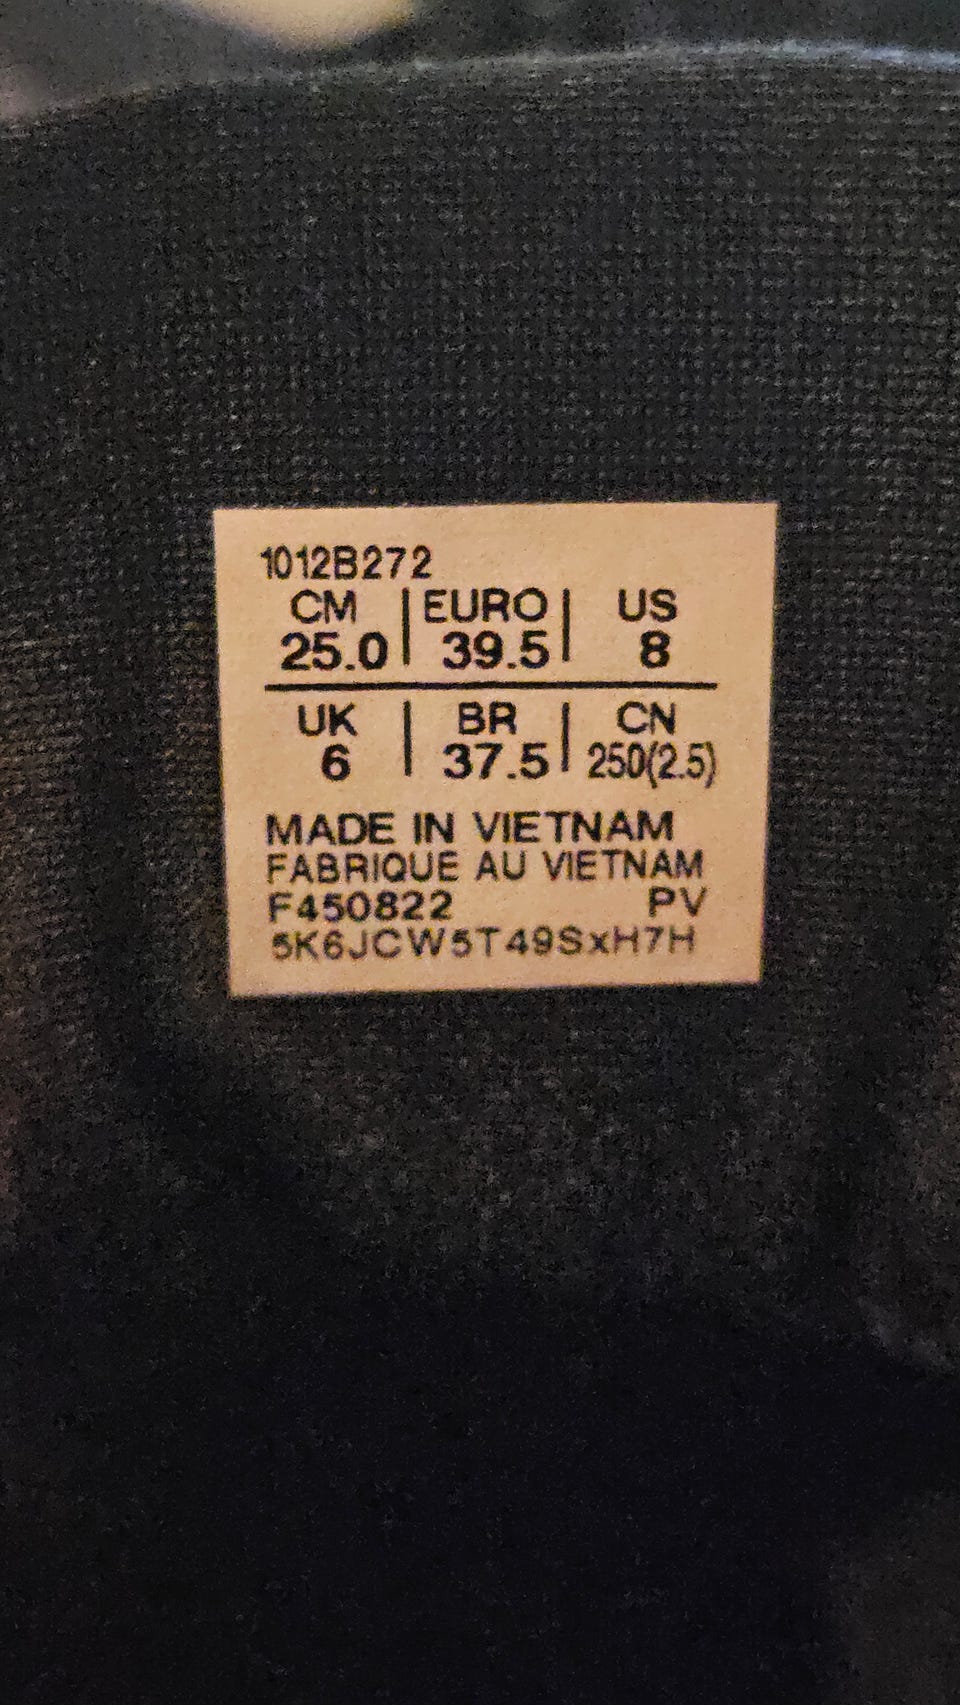 1012B272
CM | EURO | US
25.0 | 39.5 | 8
UK | BR | CN
6 | 37.5 | 250(2.5)
MADE IN VIETNAM
FABRIQUE AU VIETNAM
F450822 PV
5K6JCW5T49SxH7H